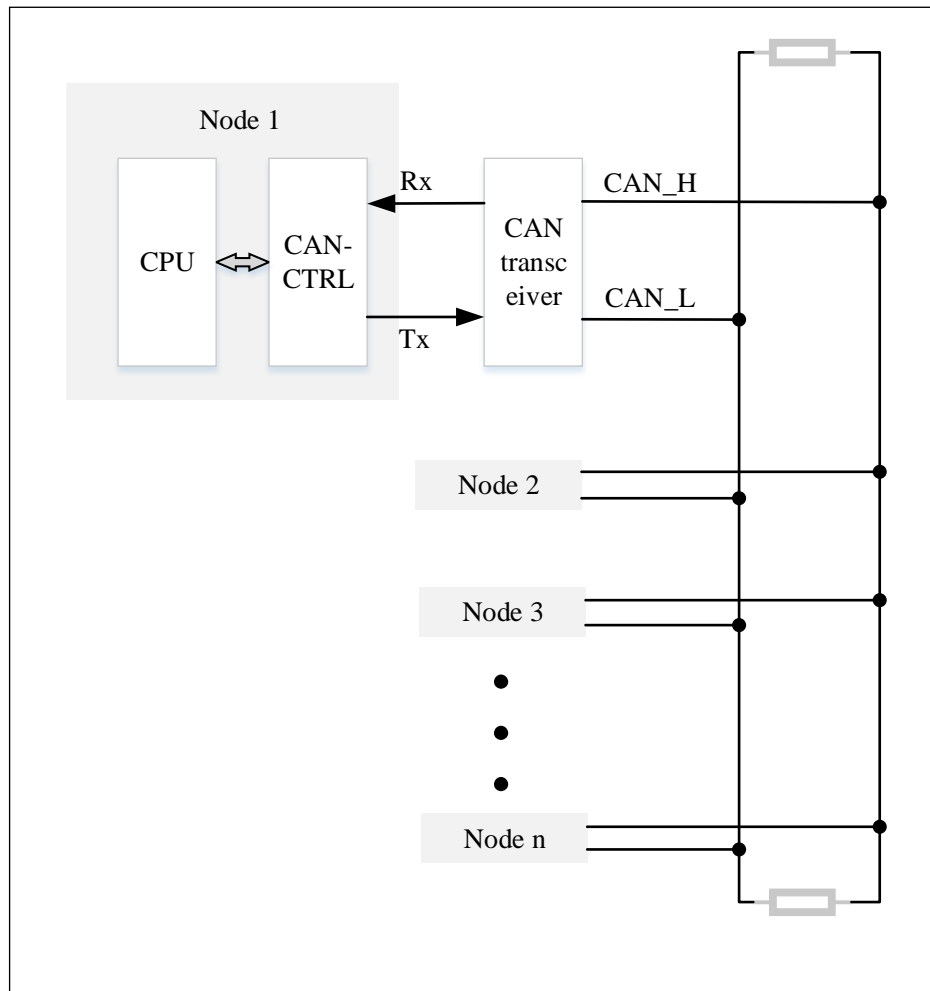 Node 1
CPU
CAN-
CTRL
Rx
Tx
CAN
transc
eiver
CAN_H
CAN_L
Node 2
Node 3
Node n